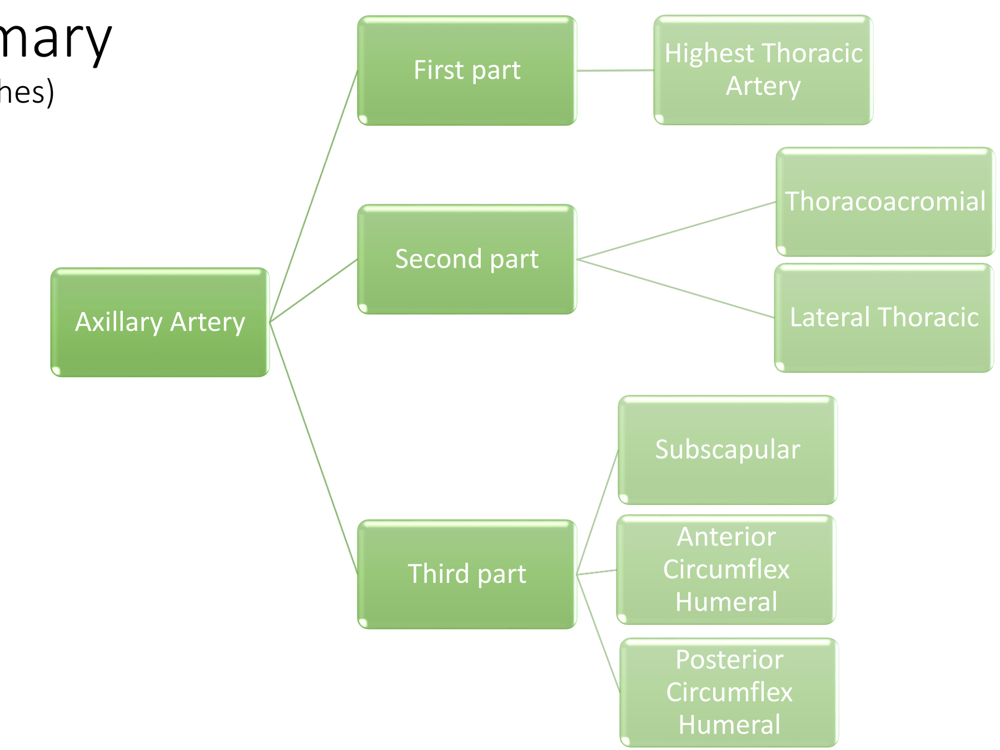 mary
hes)
First part
Highest Thoracic
Artery
Thoracoacromial
Second part
Lateral Thoracic
Axillary Artery
Subscapular
Anterior
Circumflex
Humeral
Third part
Posterior
Circumflex
Humeral